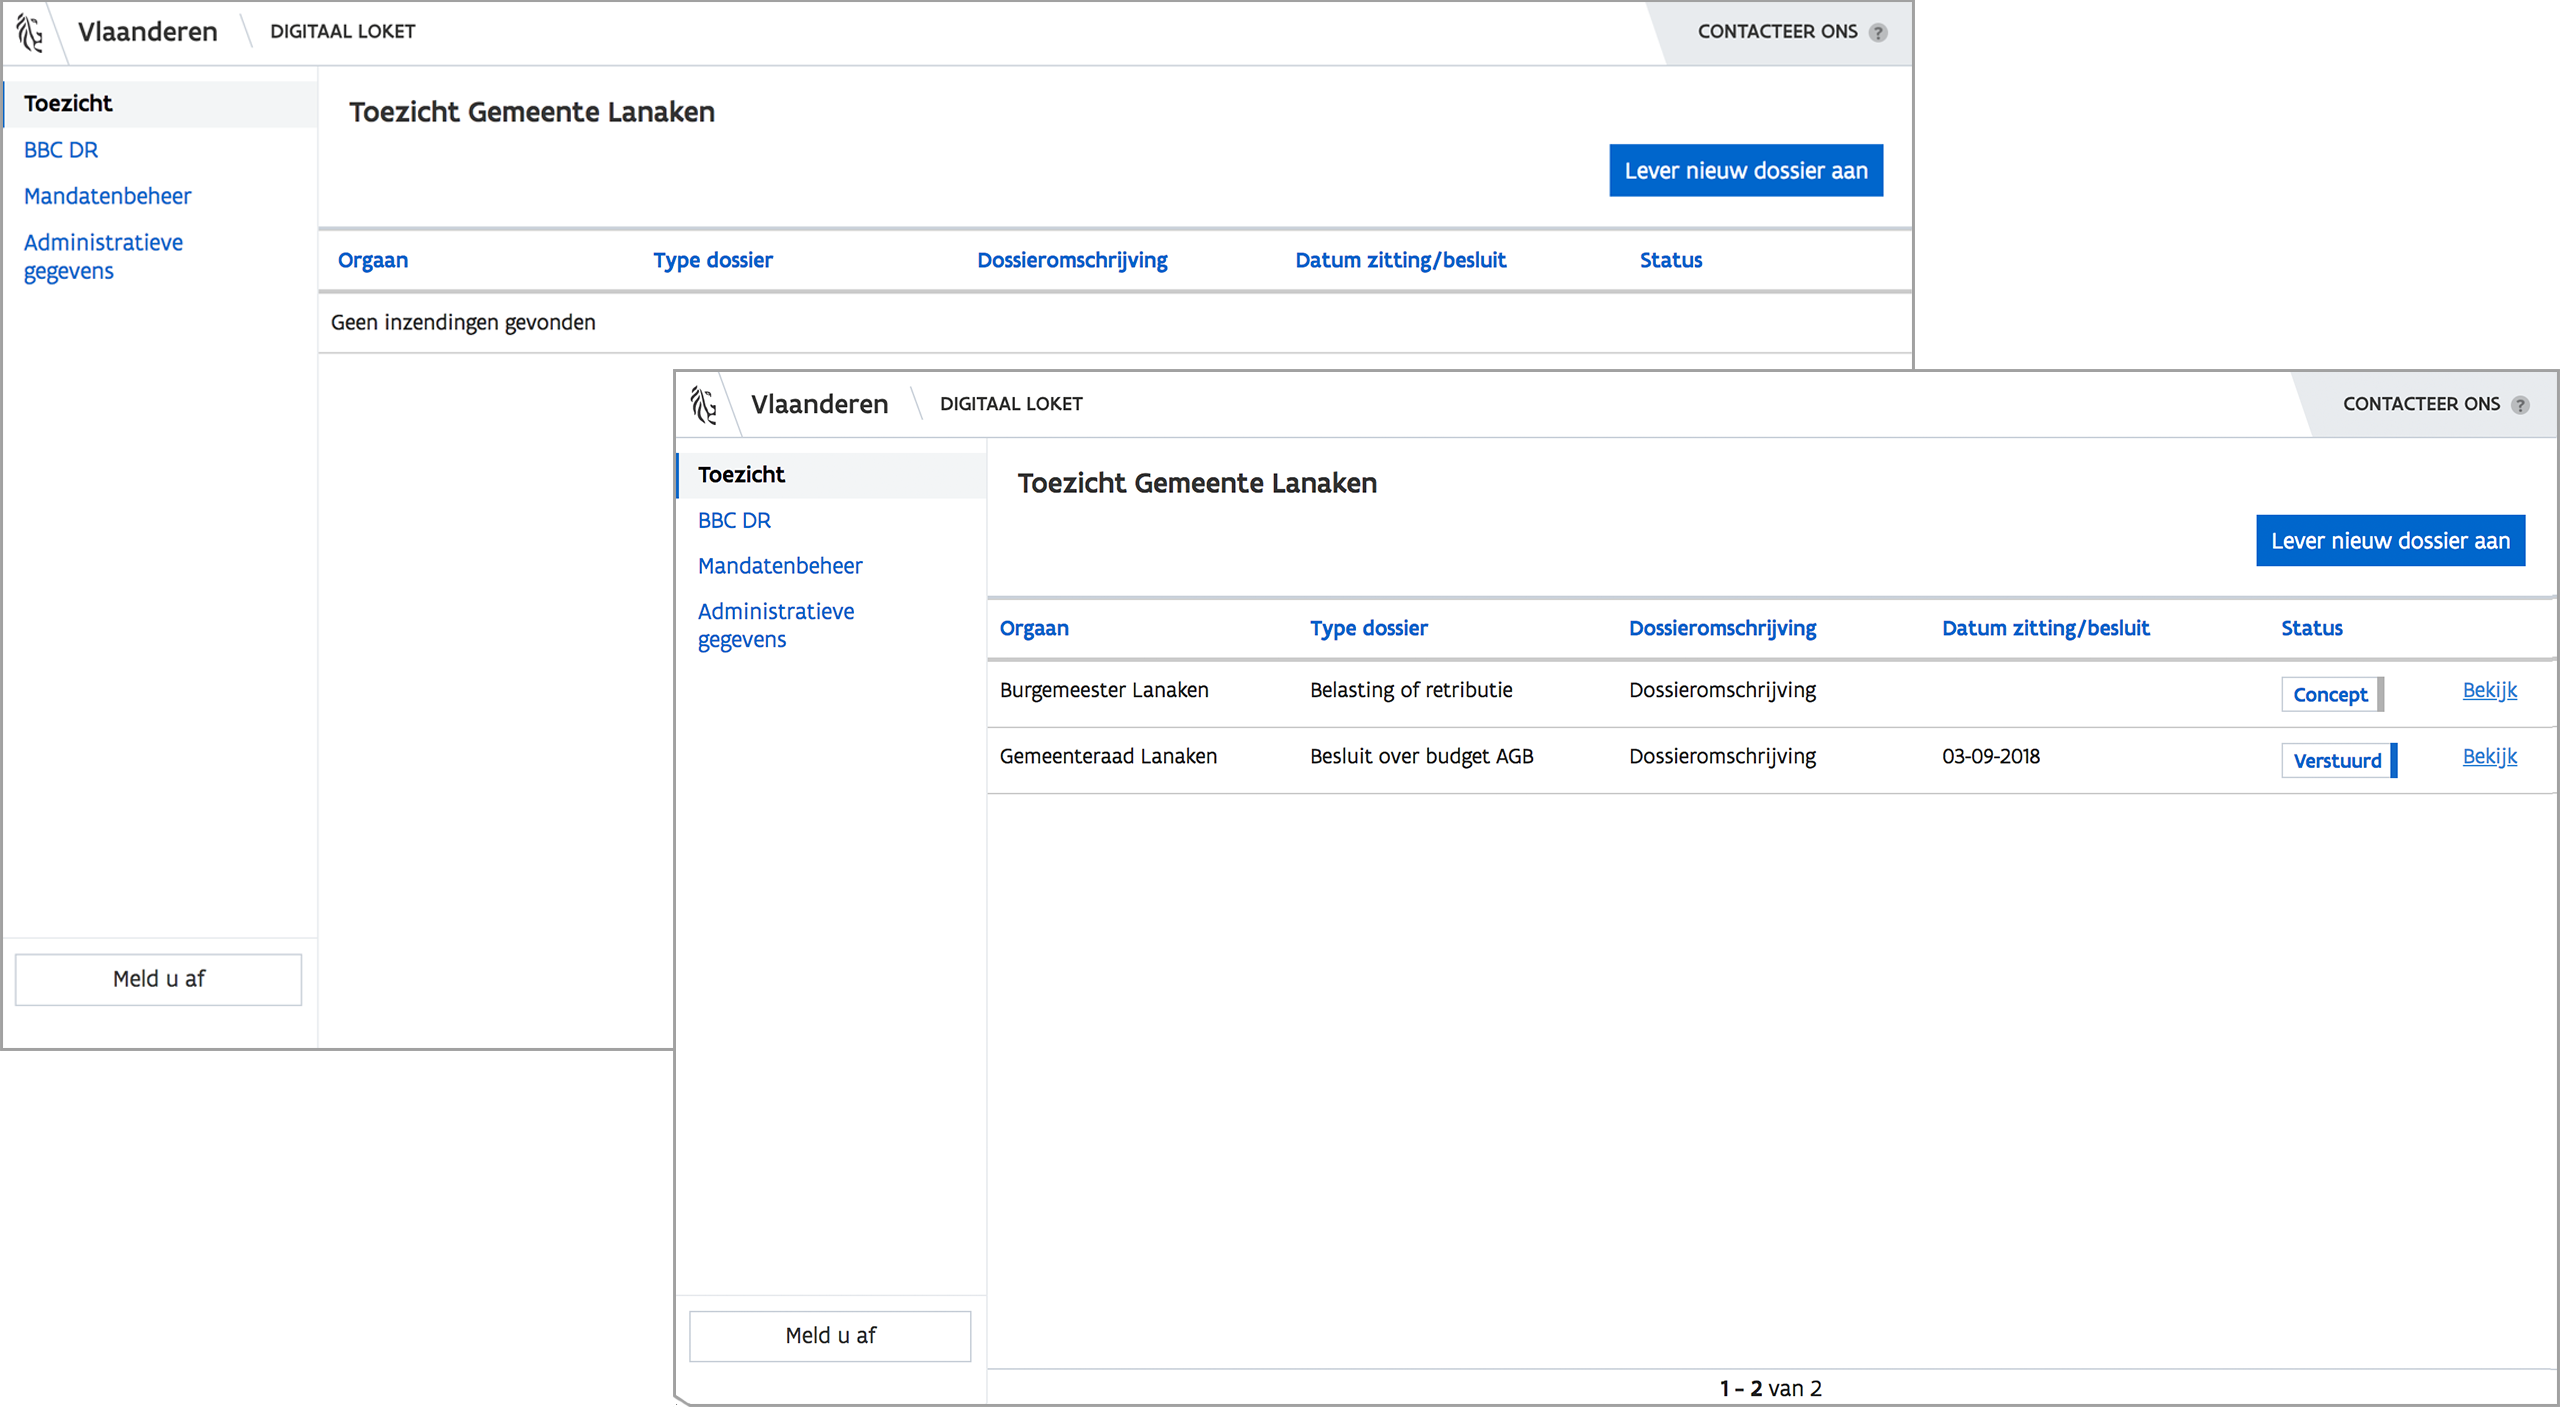 Vlaanderen
DIGITAAL LOKET
CONTACTEER ONS ?
Toezicht
BBC DR
Mandatenbeheer
Administratieve
gegevens
Meld u af
Toezicht Gemeente Lanaken
Lever nieuw dossier aan
Orgaan Type dossier Dossieromschrijving Datum zitting/besluit Status
Geen inzendingen gevonden
Vlaanderen
DIGITAAL LOKET
CONTACTEER ONS ?
Toezicht
BBC DR
Mandatenbeheer
Administratieve
gegevens
Meld u af
Toezicht Gemeente Lanaken
Lever nieuw dossier aan
Orgaan Type dossier Dossieromschrijving Datum zitting/besluit Status
Burgemeester Lanaken Belasting of retributie Dossieromschrijving Concept Bekijk
Gemeenteraad Lanaken Besluit over budget AGB Dossieromschrijving 03-09-2018 Verstuurd Bekijk
1 - 2 van 2